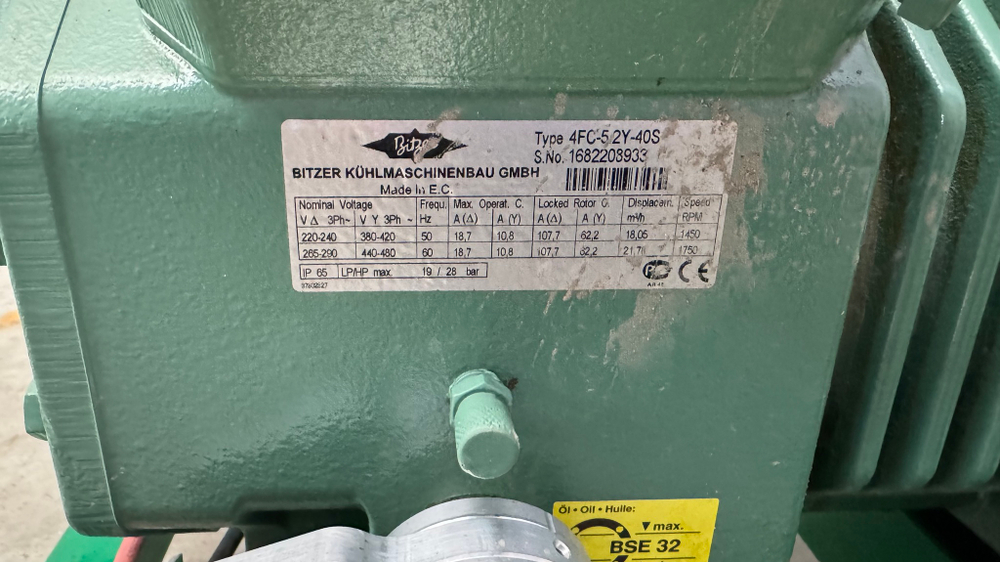 Bitzer
Type 4FC-5.2Y-40S
S.No. 1682203933
BITZER KÜHLMASCHINENBAU GMBH
Made in E.C.
Nominal Voltage Frequ. Max. Operat. C. Locked Rotor C. Displacem. Speed
V Δ 3Ph~ V Y 3Ph ~ Hz A (Δ) A (Y) A (Δ) A (Y) m³/h RPM
220-240 380-420 50 18,7 10,8 107,7 62,2 18,05 1450
265-290 440-480 60 18,7 10,8 107,7 62,2 1750
IP 65 LP/HP max. 19 / 28 bar
CE
Öl • Oil • Huile:
▼ max.
BSE 32